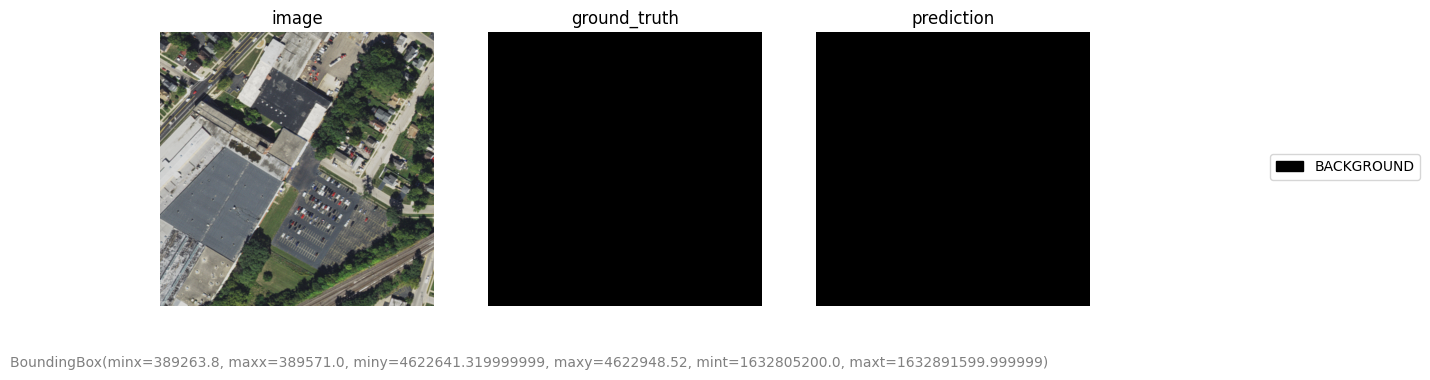 image
ground_truth
prediction
BACKGROUND
BoundingBox(minx=389263.8, maxx=389571.0, miny=4622641.319999999, maxy=4622948.52, mint=1632805200.0, maxt=1632891599.999999)